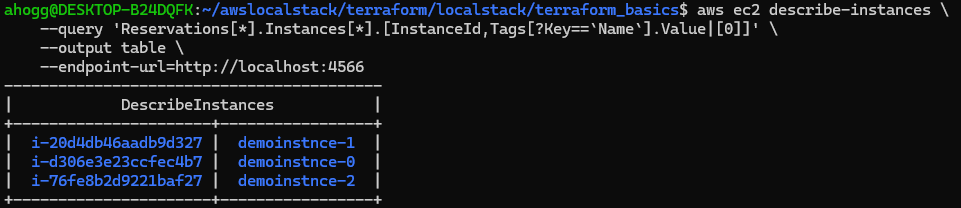 ahogg@DESKTOP-B24DQFK:~/awslocalstack/terraform/localstack/terraform_basics$ aws ec2 describe-instances \
    --query 'Reservations[*].Instances[*].[InstanceId,Tags[?Key==`Name`].Value|[0]]' \
    --output table \
    --endpoint-url=http://localhost:4566
-----------------------------------------
|           DescribeInstances           |
+----------------------+----------------+
|  i-20d4db46aadb9d327 |  demoinstnce-1 |
|  i-d306e3e23ccfec4b7 |  demoinstnce-0 |
|  i-76fe8b2d9221baf27 |  demoinstnce-2 |
+----------------------+----------------+